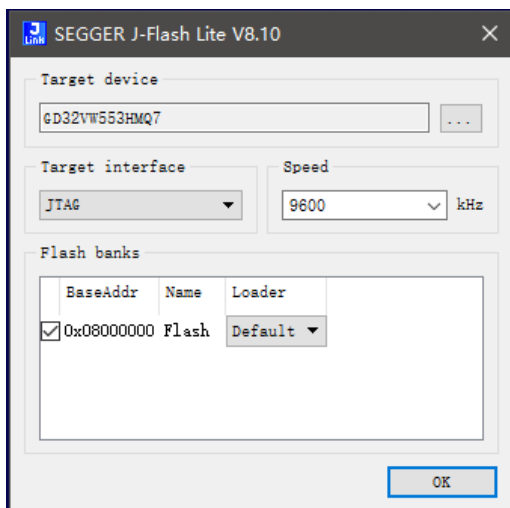 J LinK SEGGER J-Flash Lite V8.10
Target device
GD32VW553HMQ7 ...
Target interface Speed
JTAG 9600 kHz
Flash banks
BaseAddr Name Loader
0x08000000 Flash Default
OK